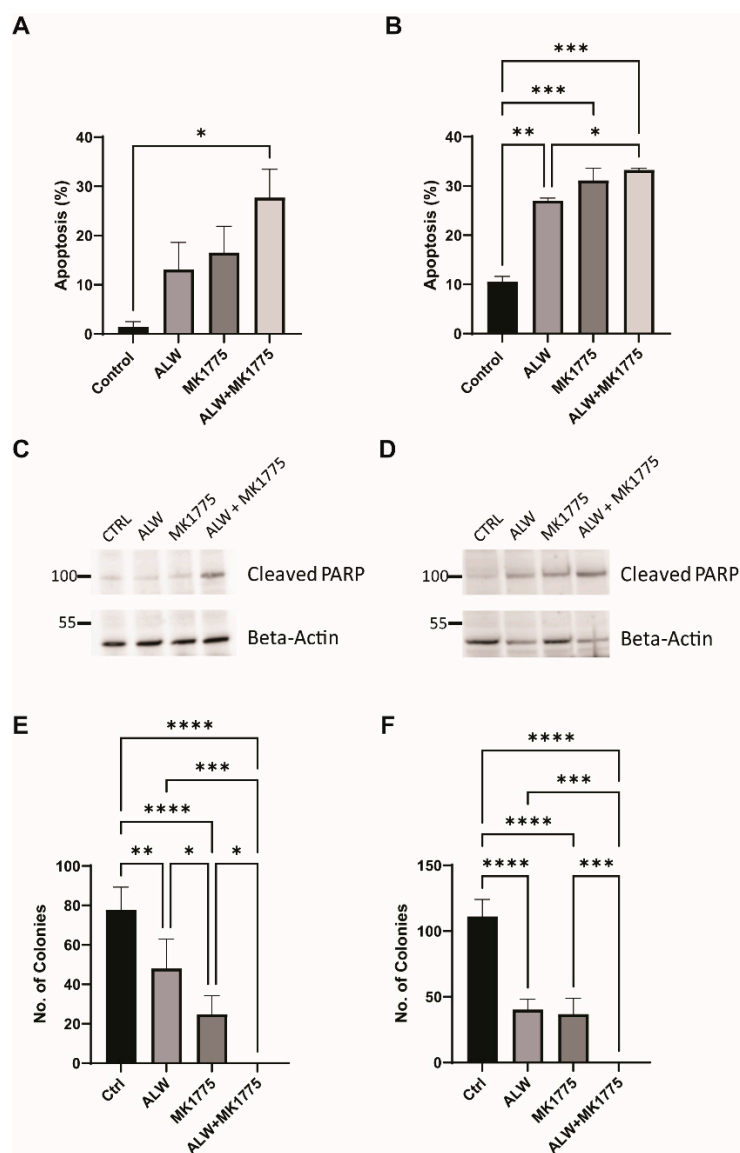 A
B
*
40
30
20
10
0
Apoptosis (%)
Control
ALW
MK1775
ALW+MK1775
***
***
** *
40
30
20
10
0
Apoptosis (%)
Control
ALW
MK1775
ALW+MK1775
C
D
CTRL
ALW
MK1775
ALW + MK1775
100
Cleaved PARP
55
Beta-Actin
CTRL
ALW
MK1775
ALW + MK1775
100
Cleaved PARP
55
Beta-Actin
E
F
****
***
****
** * *
100
80
60
40
20
0
No. of Colonies
Ctrl
ALW
MK1775
ALW+MK1775
****
***
****
**** ***
150
100
50
0
No. of Colonies
Ctrl
ALW
MK1775
ALW+MK1775